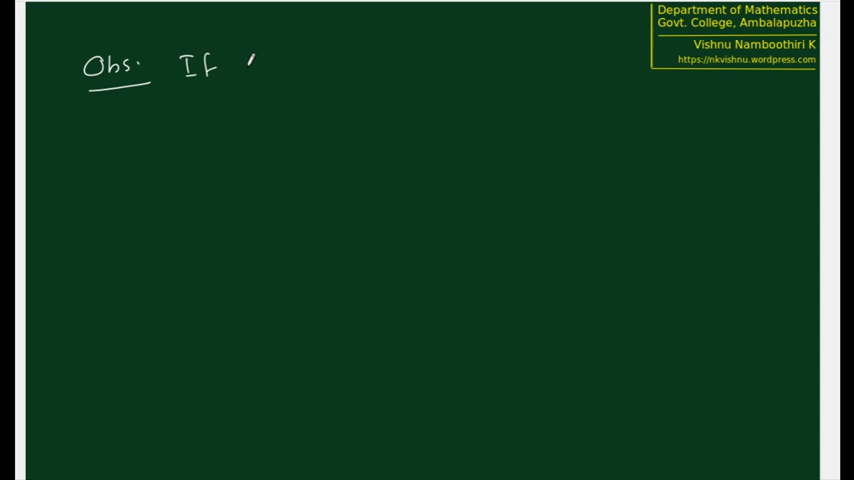 Department of Mathematics
Govt. College, Ambalapuzha
Vishnu Namboothiri K
https://nkvishnu.wordpress.com
Obs. If